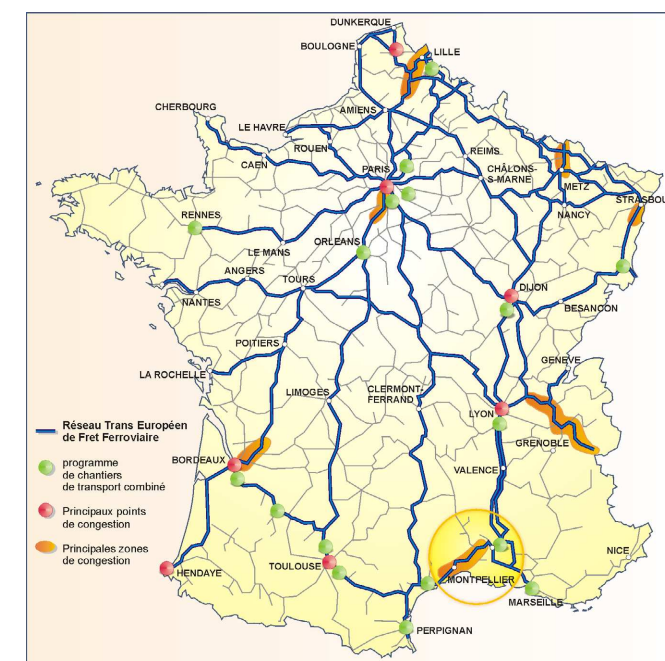 DUNKERQUE
BOULOGNE
LILLE
CHERBOURG
AMIENS
LE HAVRE
ROUEN
REIMS
CAEN
PARIS
CHÂLONS-
S-MARNE
METZ
STRASBOU
NANCY
RENNES
ORLEANS
LE MANS
ANGERS
TOURS
DIJON
NANTES
BESANCON
POITIERS
GENEVE
LA ROCHELLE
LIMOGES
CLERMONT-
FERRAND
LYON
GRENOBLE
Réseau Trans Européen
de Fret Ferroviaire
BORDEAUX
VALENCE
programme
de chantiers
de transport combiné
Principaux points
de congestion
Principales zones
de congestion
NICE
HENDAYE
TOULOUSE
MONTPELLIER
MARSEILLE
PERPIGNAN